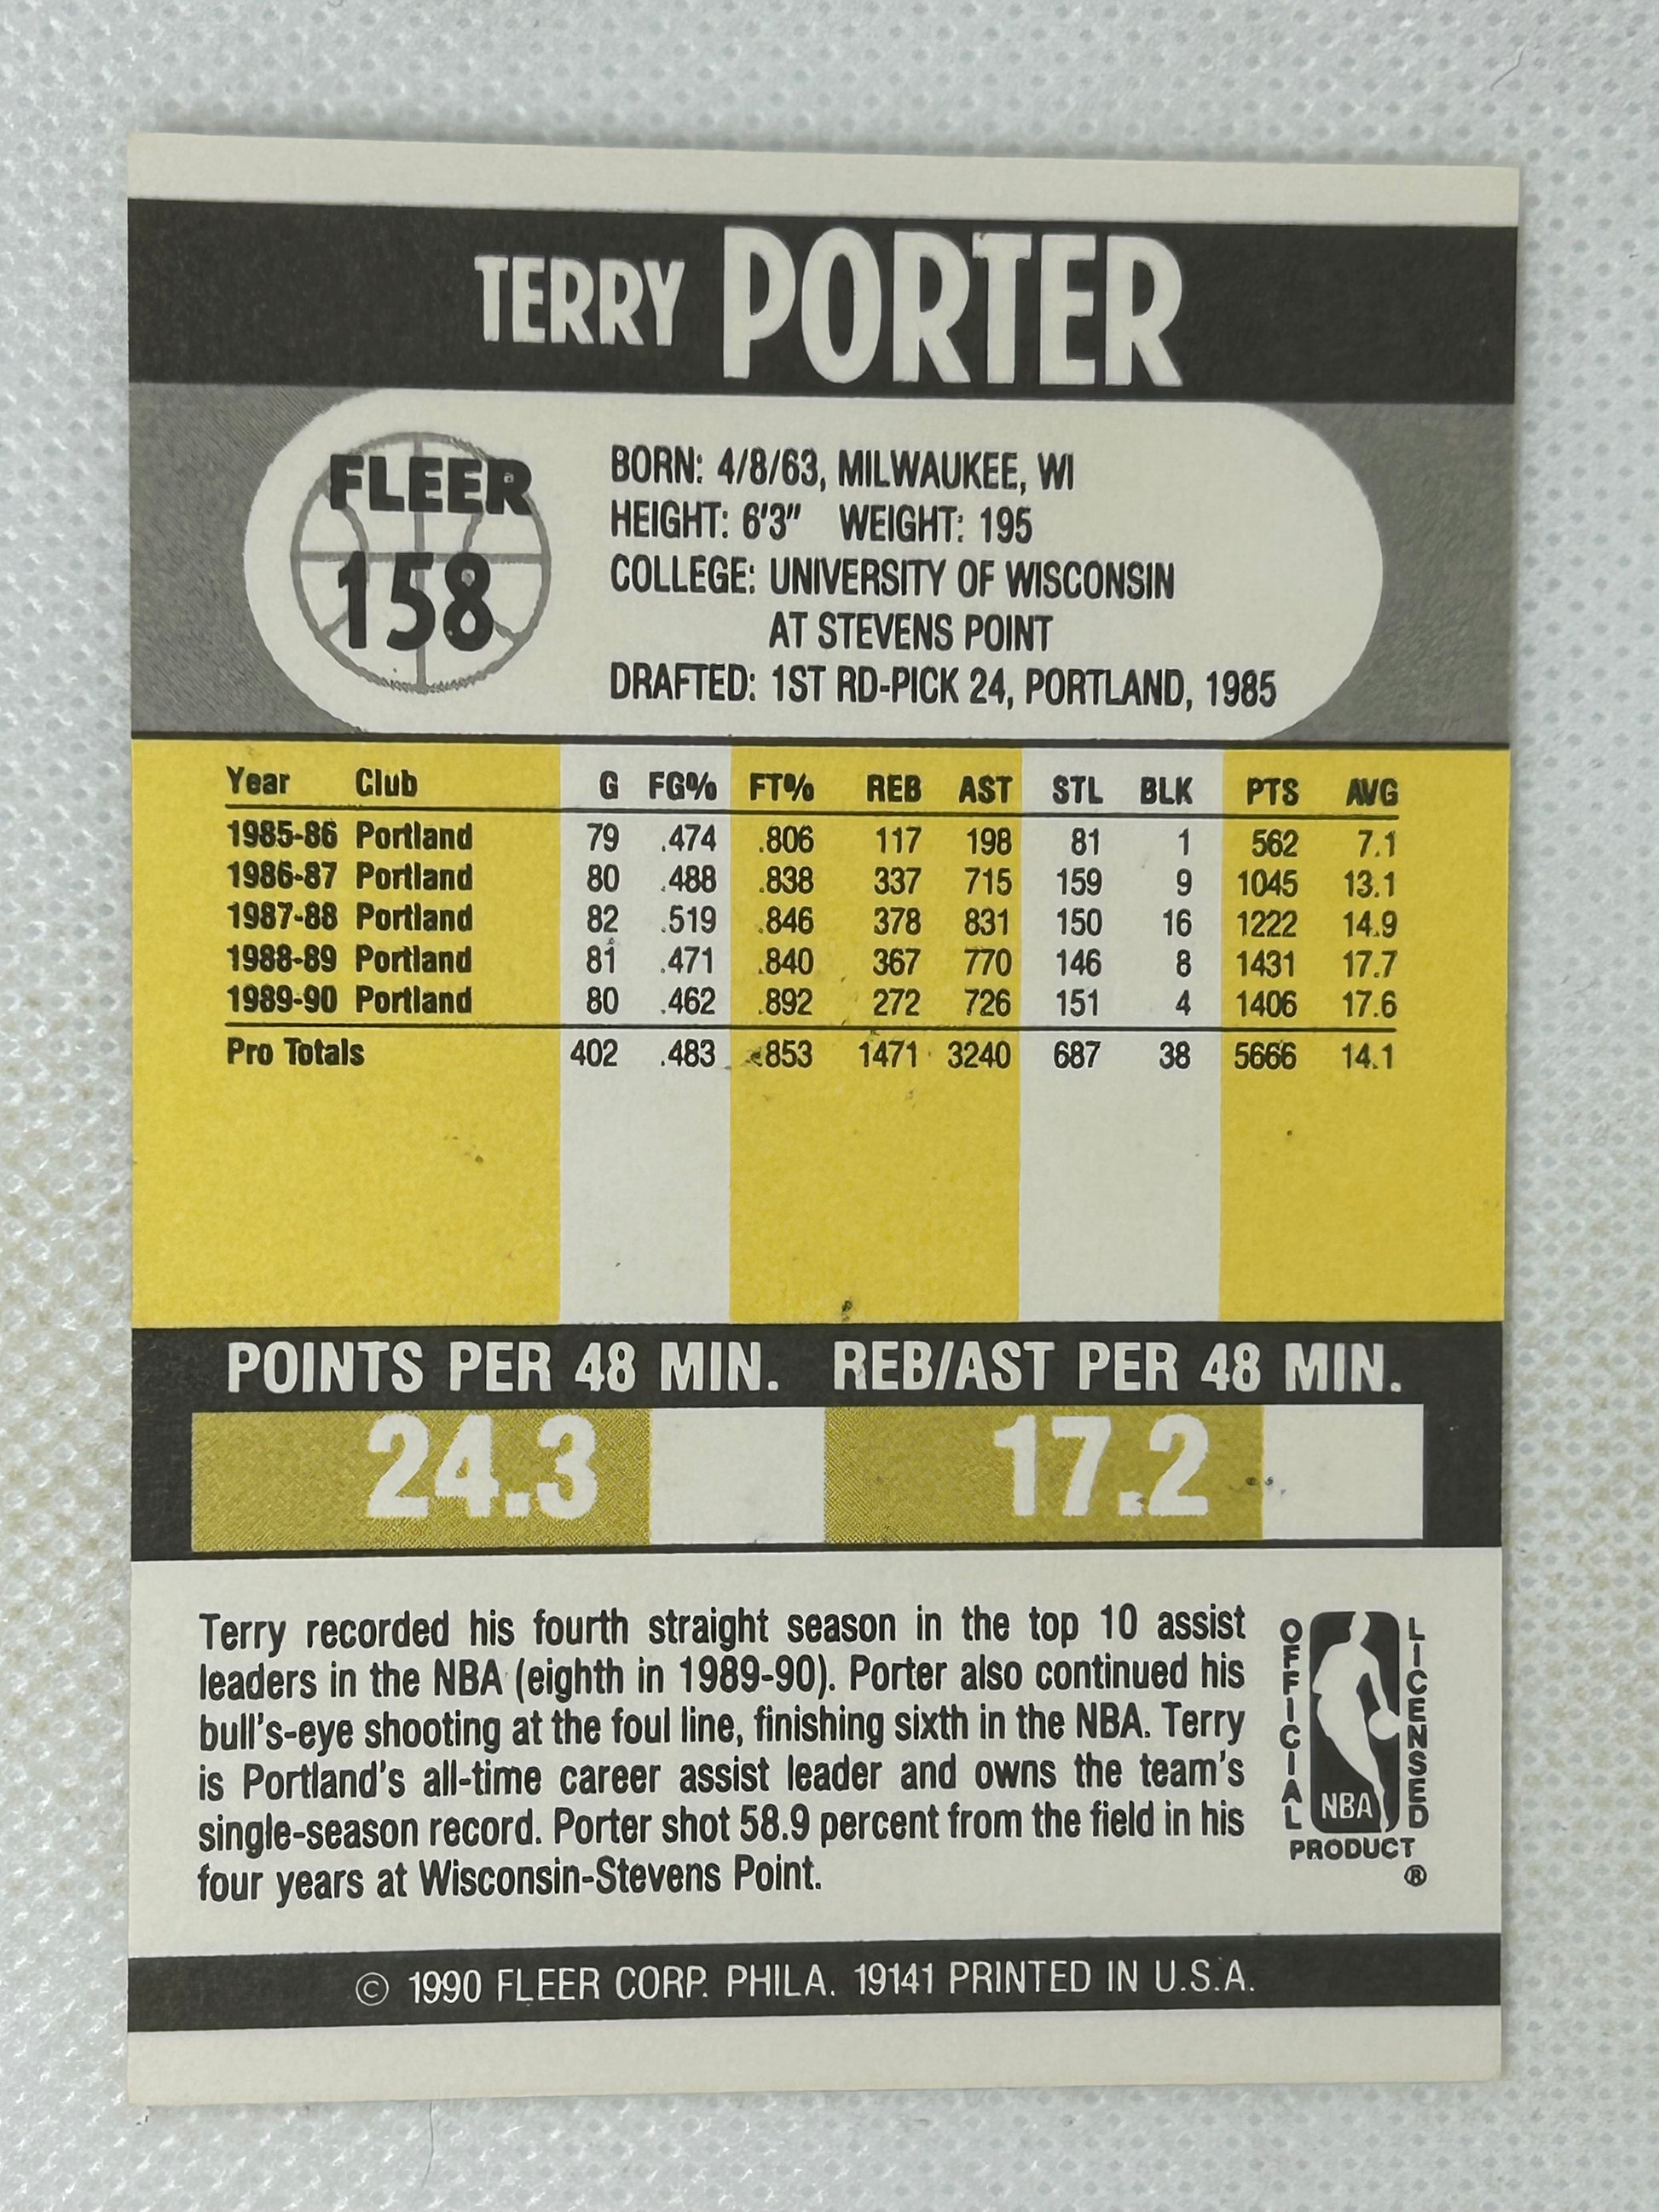 TERRY PORTER
FLEER
158
BORN: 4/8/63, MILWAUKEE, WI
HEIGHT: 6'3" WEIGHT: 195
COLLEGE: UNIVERSITY OF WISCONSIN
AT STEVENS POINT
DRAFTED: 1ST RD-PICK 24, PORTLAND, 1985
Year Club G FG% FT% REB AST STL BLK PTS AVG
1985-86 Portland 79 .474 .806 117 198 81 1 562 7.1
1986-87 Portland 80 .488 .838 337 715 159 9 1045 13.1
1987-88 Portland 82 .519 .846 378 831 150 16 1222 14.9
1988-89 Portland 81 .471 .840 367 770 146 8 1431 17.7
1989-90 Portland 80 .462 .892 272 726 151 4 1406 17.6
Pro Totals 402 .483 .853 1471 3240 687 38 5666 14.1
POINTS PER 48 MIN. REB/AST PER 48 MIN.
24.3 17.2
Terry recorded his fourth straight season in the top 10 assist
leaders in the NBA (eighth in 1989-90). Porter also continued his
bull's-eye shooting at the foul line, finishing sixth in the NBA. Terry
is Portland's all-time career assist leader and owns the team's
single-season record. Porter shot 58.9 percent from the field in his
four years at Wisconsin-Stevens Point.
OFFICIAL
LICENSED
NBA
PRODUCT
®
© 1990 FLEER CORP. PHILA. 19141 PRINTED IN U.S.A.